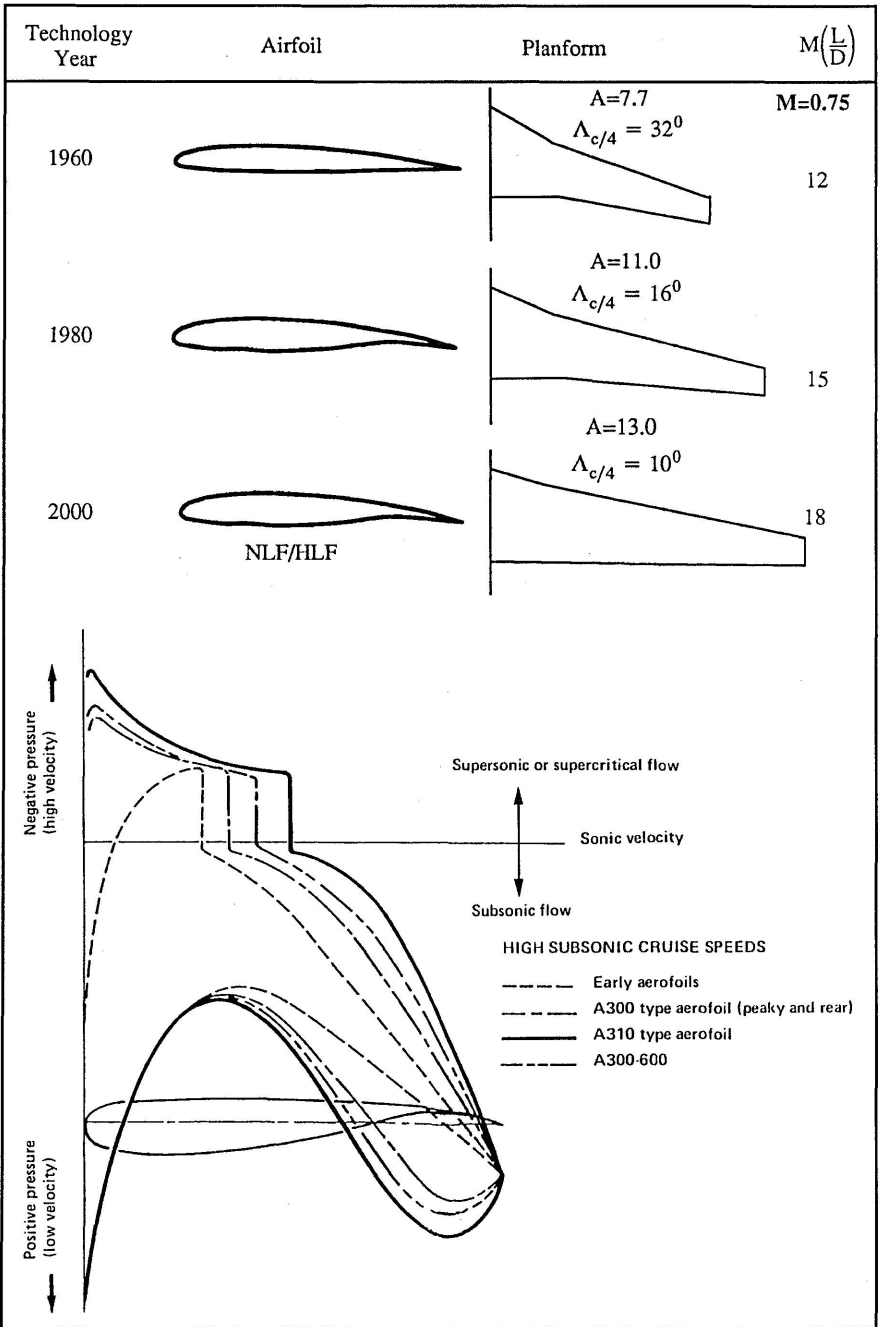 Technology Year
Airfoil
Planform
M(L/D)
M=0.75
1960
A=7.7
Λc/4 = 32⁰
12
1980
A=11.0
Λc/4 = 16⁰
15
2000
NLF/HLF
A=13.0
Λc/4 = 10⁰
18
Negative pressure
(high velocity)
Supersonic or supercritical flow
Sonic velocity
Subsonic flow
HIGH SUBSONIC CRUISE SPEEDS
Early aerofoils
A300 type aerofoil (peaky and rear)
A310 type aerofoil
A300-600
Positive pressure
(low velocity)